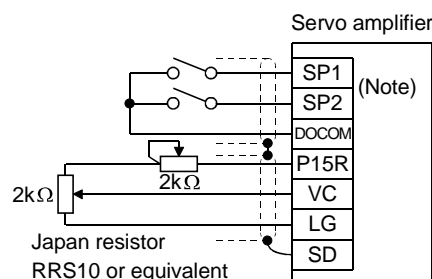 Servo amplifier
SP1
(Note)
SP2
DOCOM
P15R
2kΩ
2kΩ
VC
LG
SD
Japan resistor
RRS10 or equivalent